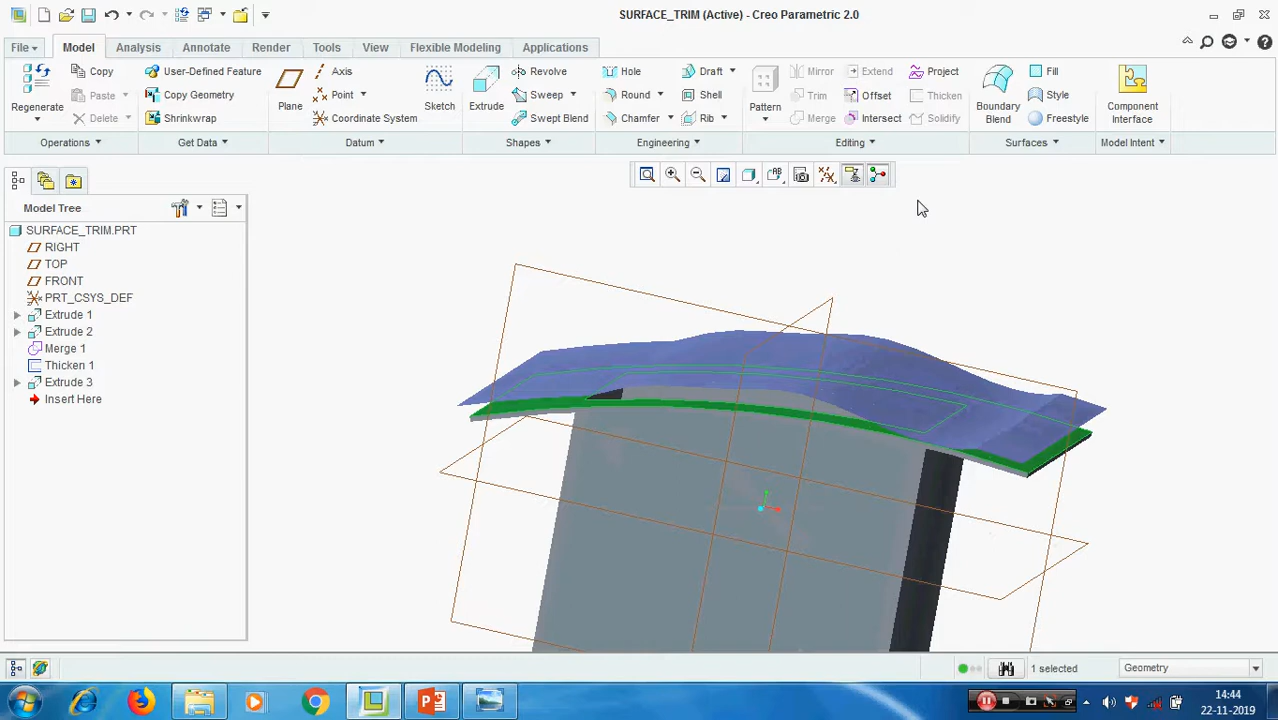 SURFACE_TRIM (Active) - Creo Parametric 2.0
File Model Analysis Annotate Render Tools View Flexible Modeling Applications
Regenerate
Copy
Paste
Delete
User-Defined Feature
Copy Geometry
Shrinkwrap
Plane
Axis
Point
Coordinate System
Sketch
Extrude
Revolve
Sweep
Swept Blend
Hole
Round
Chamfer
Draft
Shell
Rib
Pattern
Mirror
Trim
Merge
Extend
Offset
Intersect
Project
Thicken
Solidify
Boundary
Blend
Fill
Style
Freestyle
Component
Interface
Operations Get Data Datum Shapes Engineering Editing Surfaces Model Intent
Model Tree
SURFACE_TRIM.PRT
RIGHT
TOP
FRONT
PRT_CSYS_DEF
Extrude 1
Extrude 2
Merge 1
Thicken 1
Extrude 3
Insert Here
1 selected
Geometry
14:44
22-11-2019